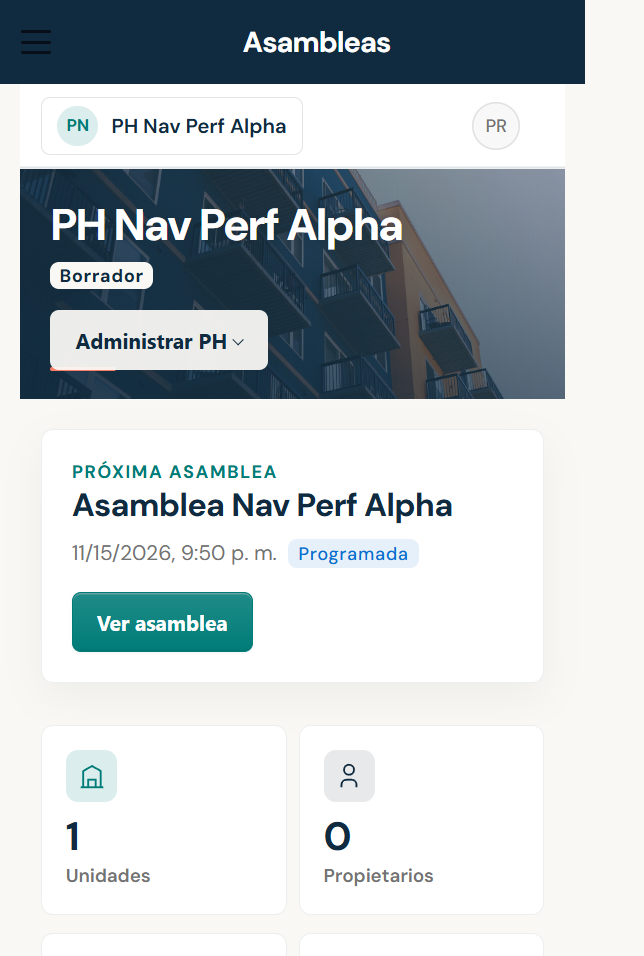 Asambleas
PN PH Nav Perf Alpha
PR
PH Nav Perf Alpha
Borrador
Administrar PH
PRÓXIMA ASAMBLEA
Asamblea Nav Perf Alpha
11/15/2026, 9:50 p. m. Programada
Ver asamblea
1
Unidades
0
Propietarios